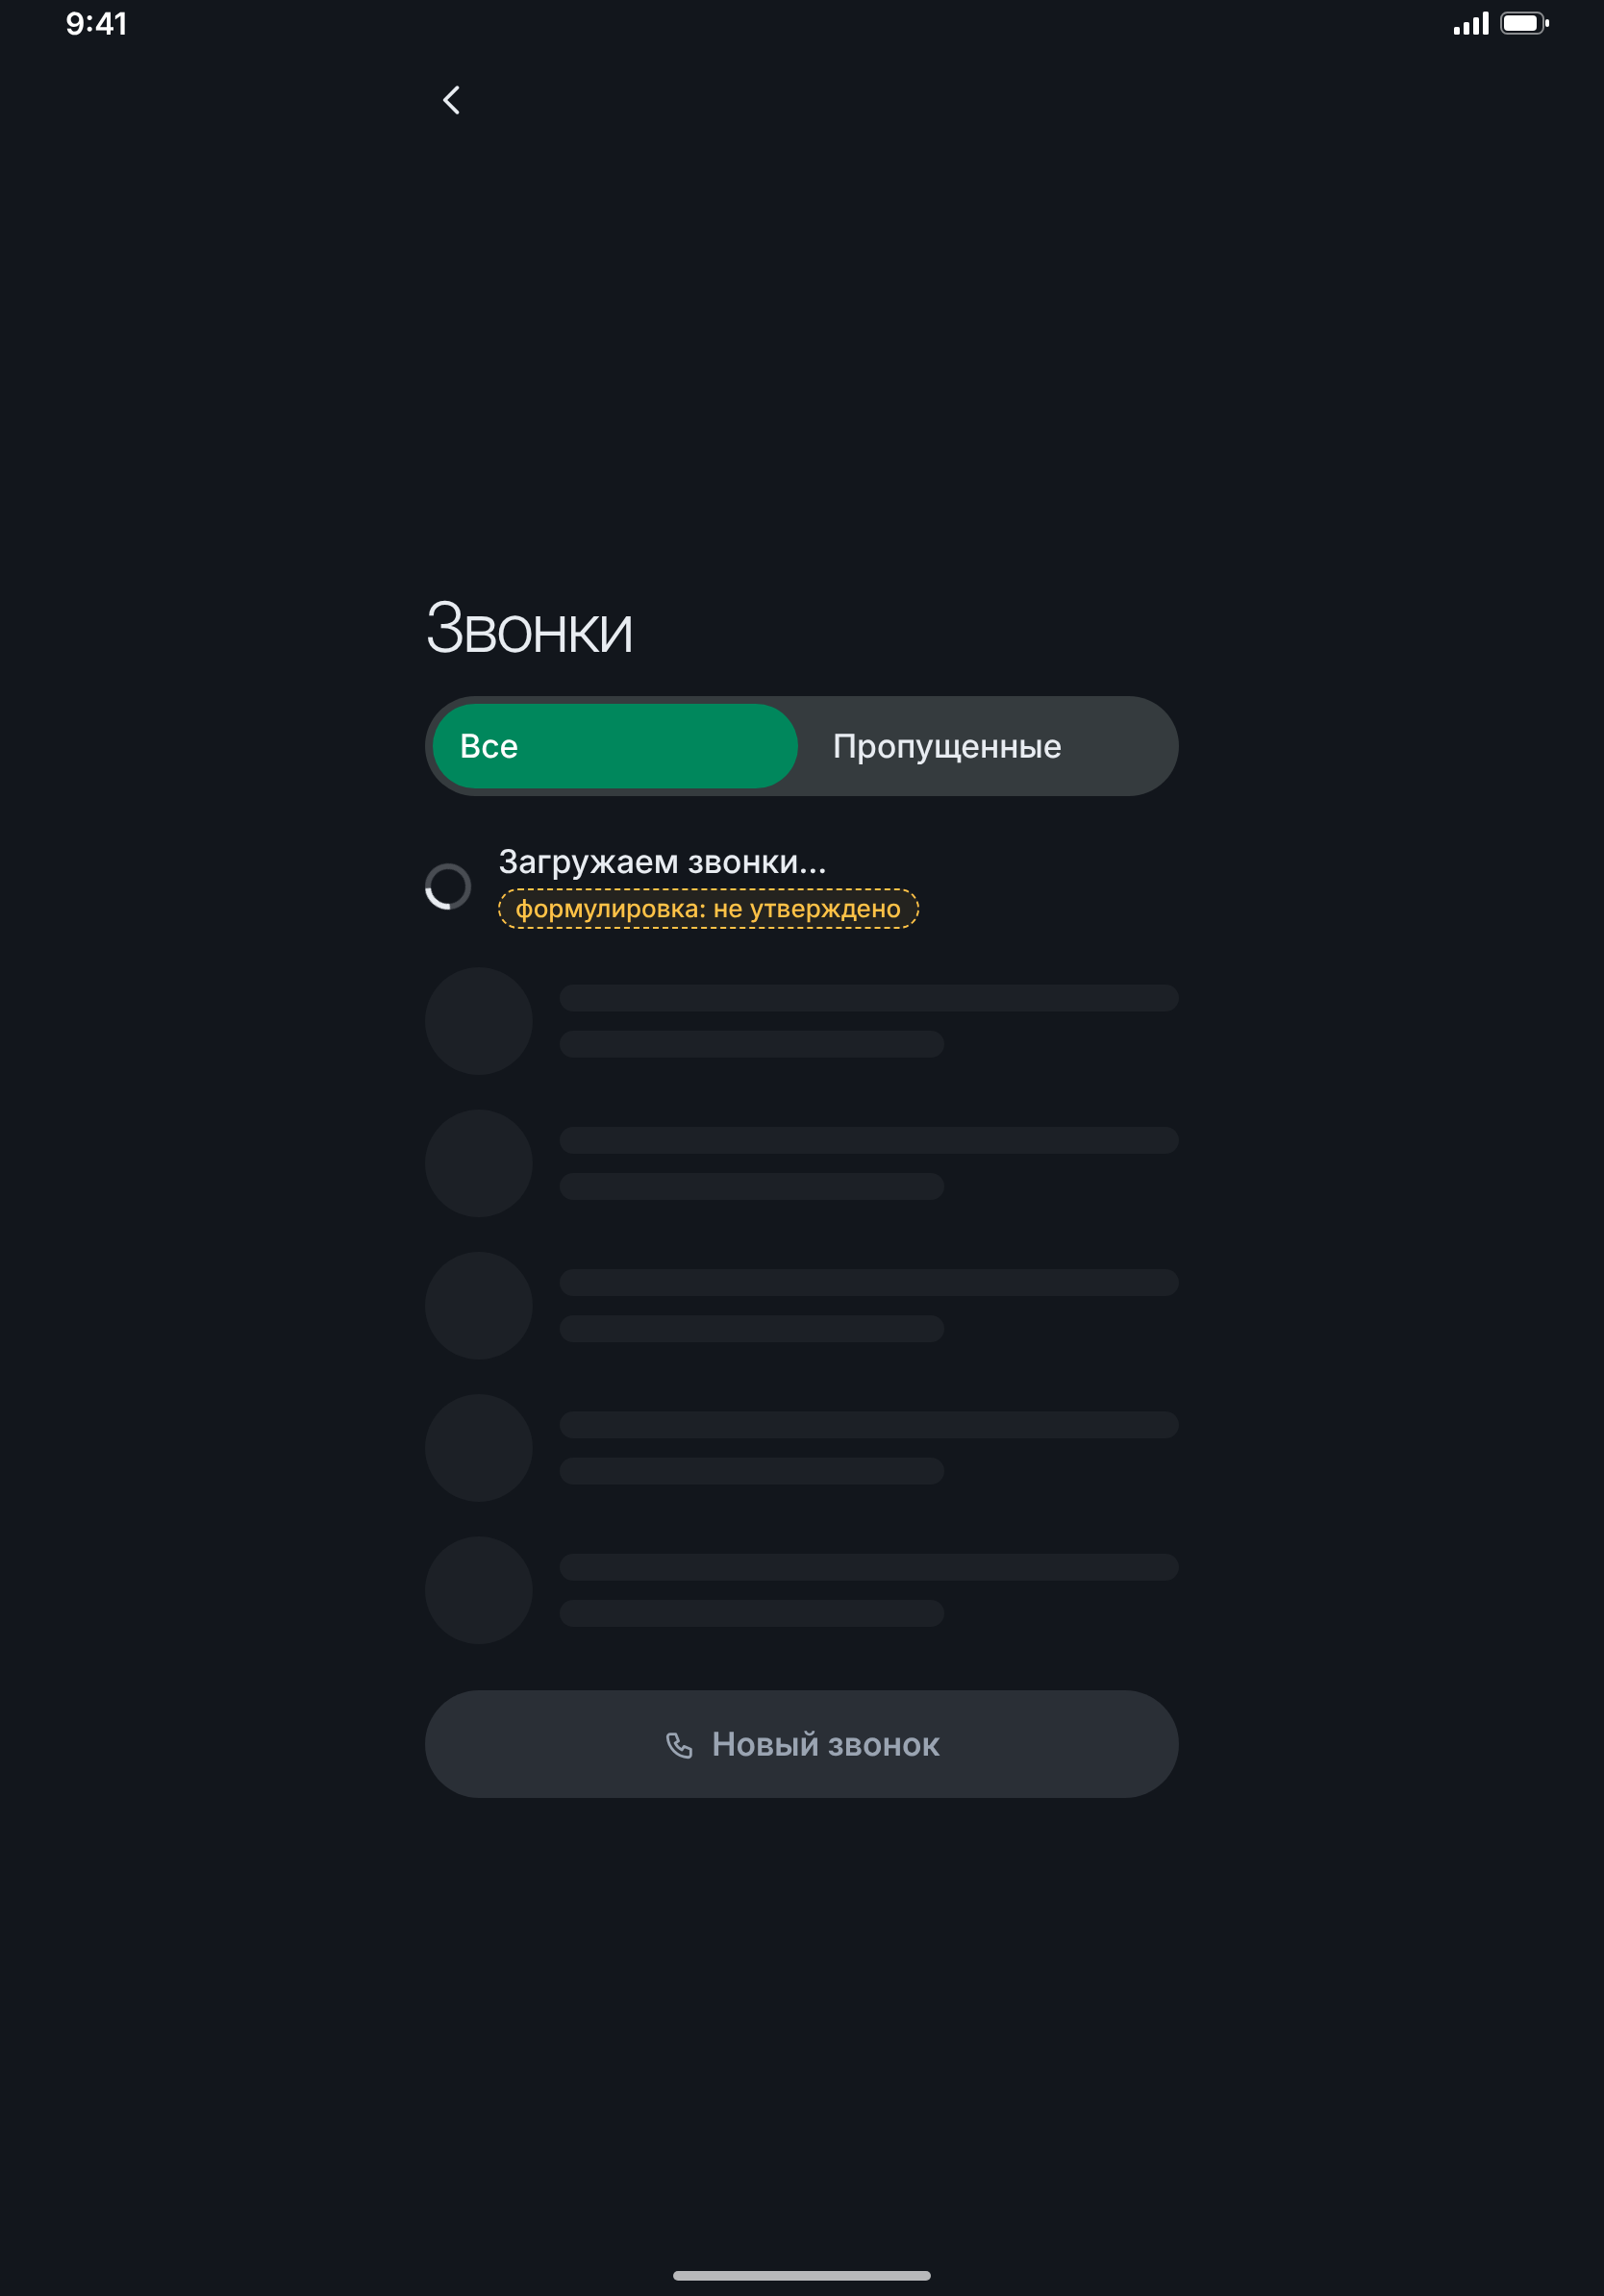 9:41
Звонки
Все
Пропущенные
Загружаем звонки...
формулировка: не утверждено
Новый звонок